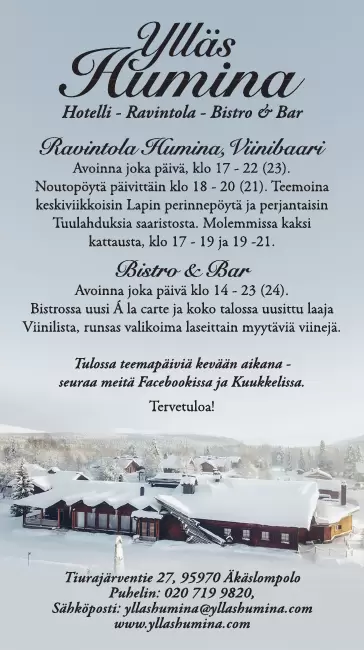 Ylläs
Humina
Hotelli - Ravintola - Bistro & Bar
Ravintola Humina, Viinibaari
Avoinna joka päivä, klo 17 - 22 (23).
Noutopöytä päivittäin klo 18 - 20 (21). Teemoina
keskiviikkoisin Lapin perinnepöytä ja perjantaisin
Tuulahduksia saaristosta. Molemmissa kaksi
kattausta, klo 17 - 19 ja 19 -21.
Bistro & Bar
Avoinna joka päivä klo 14 - 23 (24).
Bistrossa uusi Á la carte ja koko talossa uusittu laaja
Viinilista, runsas valikoima laseittain myytäviä viinejä.
Tulossa teemapäiviä kevään aikana -
seuraa meitä Facebookissa ja Kuukkelissa.
Tervetuloa!
Tiurajärventie 27, 95970 Äkäslompolo
Puhelin: 020 719 9820,
Sähköposti: yllashumina@yllashumina.com
www.yllashumina.com